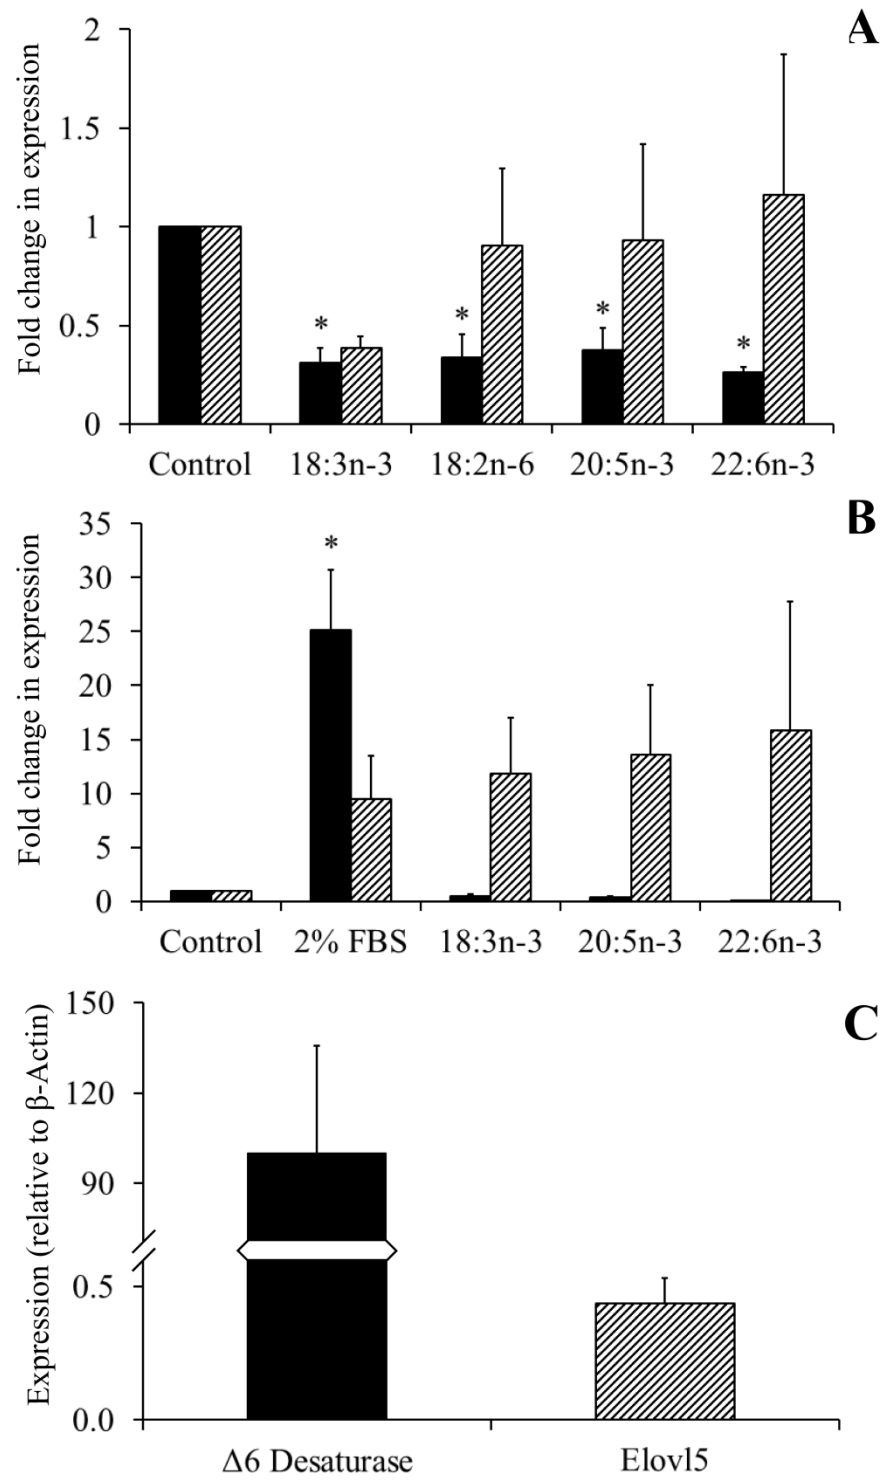 A
Fold change in expression
2
1.5
1
0.5
0
* * * *
Control 18:3n-3 18:2n-6 20:5n-3 22:6n-3
B
Fold change in expression
35
30
25
20
15
10
5
0
*
Control 2% FBS 18:3n-3 20:5n-3 22:6n-3
C
Expression (relative to β-Actin)
150
120
90
0.5
0.0
Δ6 Desaturase Elovl5